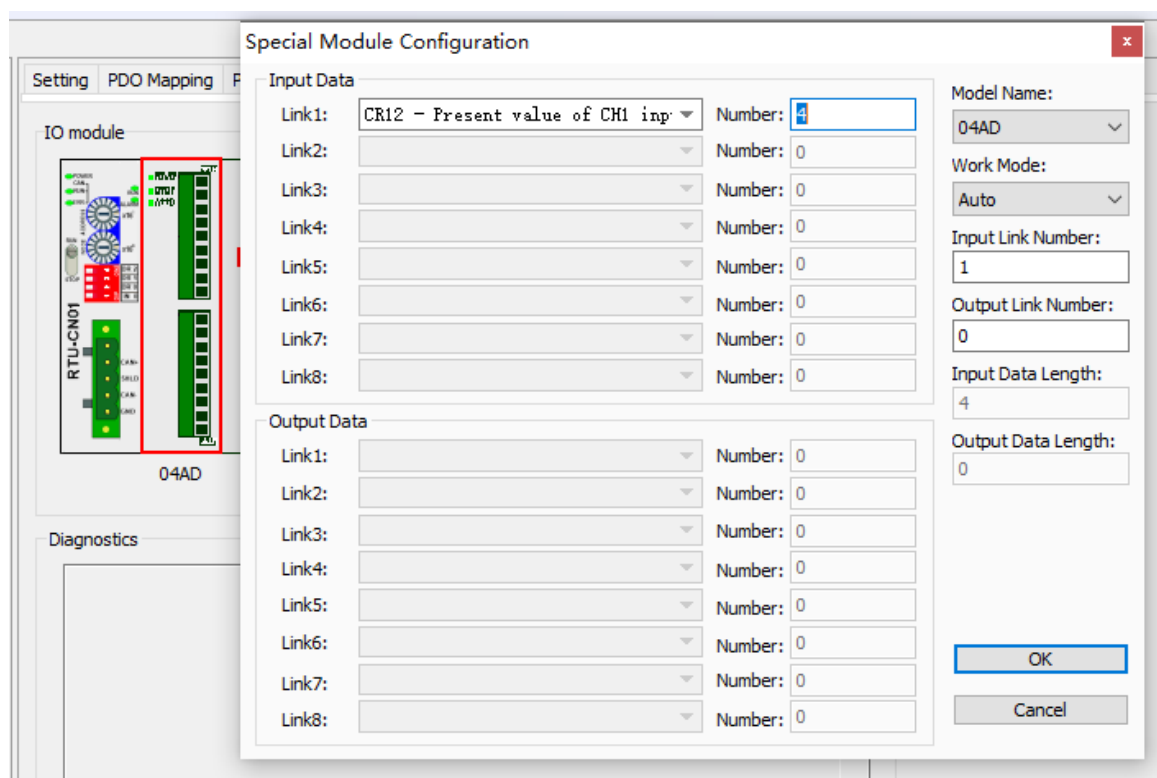 Special Module Configuration
x
Setting PDO Mapping P
IO module
RTU-CN01
CAN+
SHLD
CAN-
GND
04AD
Diagnostics
Input Data
Link1: CR12 - Present value of CH1 inp Number: 4
Link2: Number: 0
Link3: Number: 0
Link4: Number: 0
Link5: Number: 0
Link6: Number: 0
Link7: Number: 0
Link8: Number: 0
Output Data
Link1: Number: 0
Link2: Number: 0
Link3: Number: 0
Link4: Number: 0
Link5: Number: 0
Link6: Number: 0
Link7: Number: 0
Link8: Number: 0
Model Name:
04AD
Work Mode:
Auto
Input Link Number:
1
Output Link Number:
0
Input Data Length:
4
Output Data Length:
0
OK
Cancel